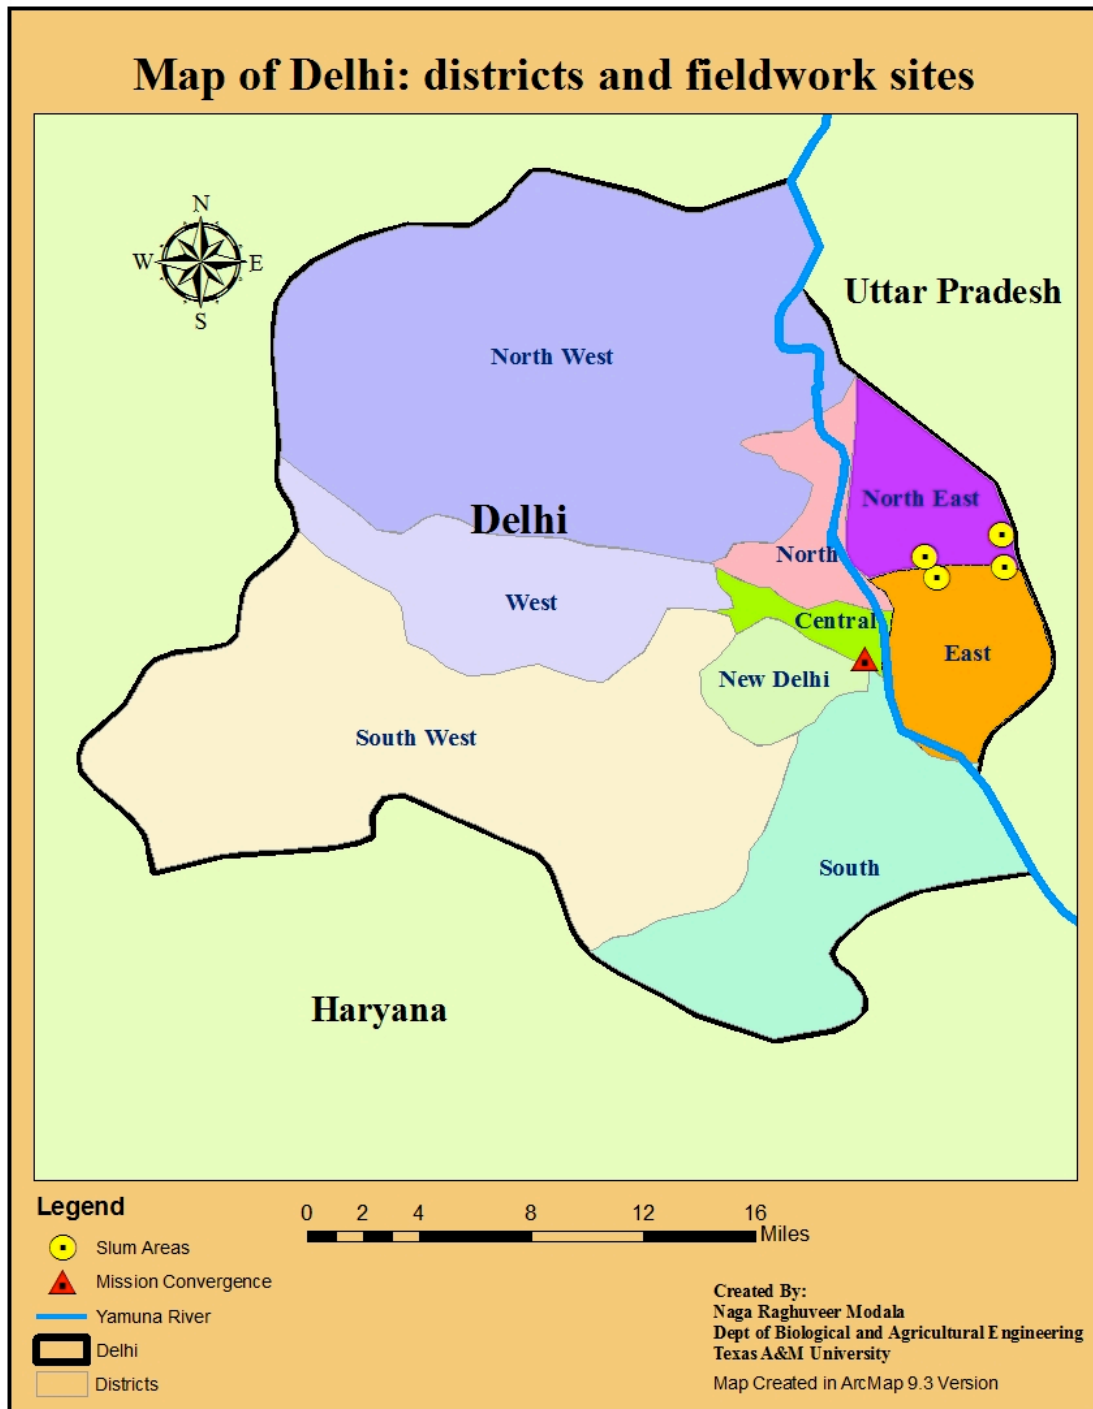 Map of Delhi: districts and fieldwork sites
N
W E
S
Uttar Pradesh
North West
North East
Delhi
North
West
Central
East
New Delhi
South West
South
Haryana
Legend
Slum Areas
Mission Convergence
Yamuna River
Delhi
Districts
0 2 4 8 12 16
Miles
Created By:
Naga Raghuveer Modala
Dept of Biological and Agricultural Engineering
Texas A&M University
Map Created in ArcMap 9.3 Version